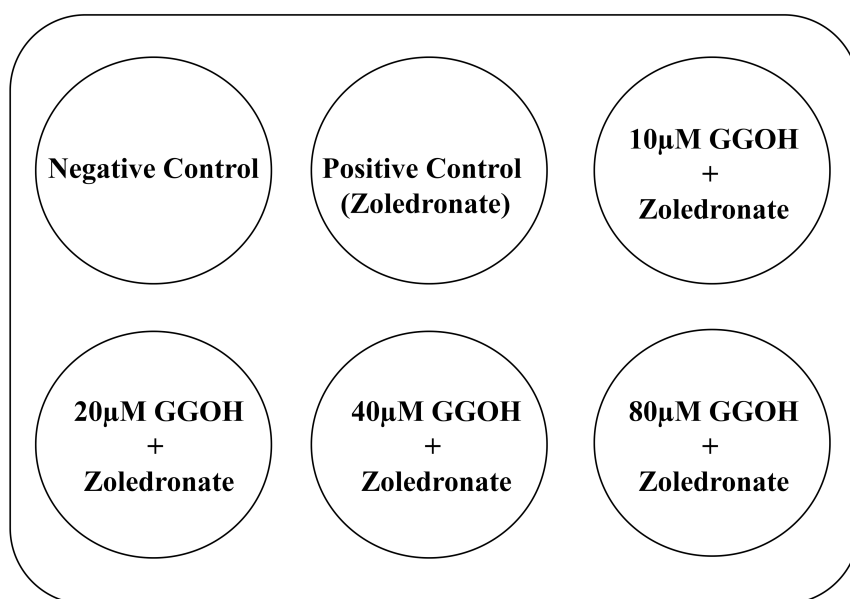 Negative Control
Positive Control
(Zoledronate)
10µM GGOH
+
Zoledronate
20µM GGOH
+
Zoledronate
40µM GGOH
+
Zoledronate
80µM GGOH
+
Zoledronate